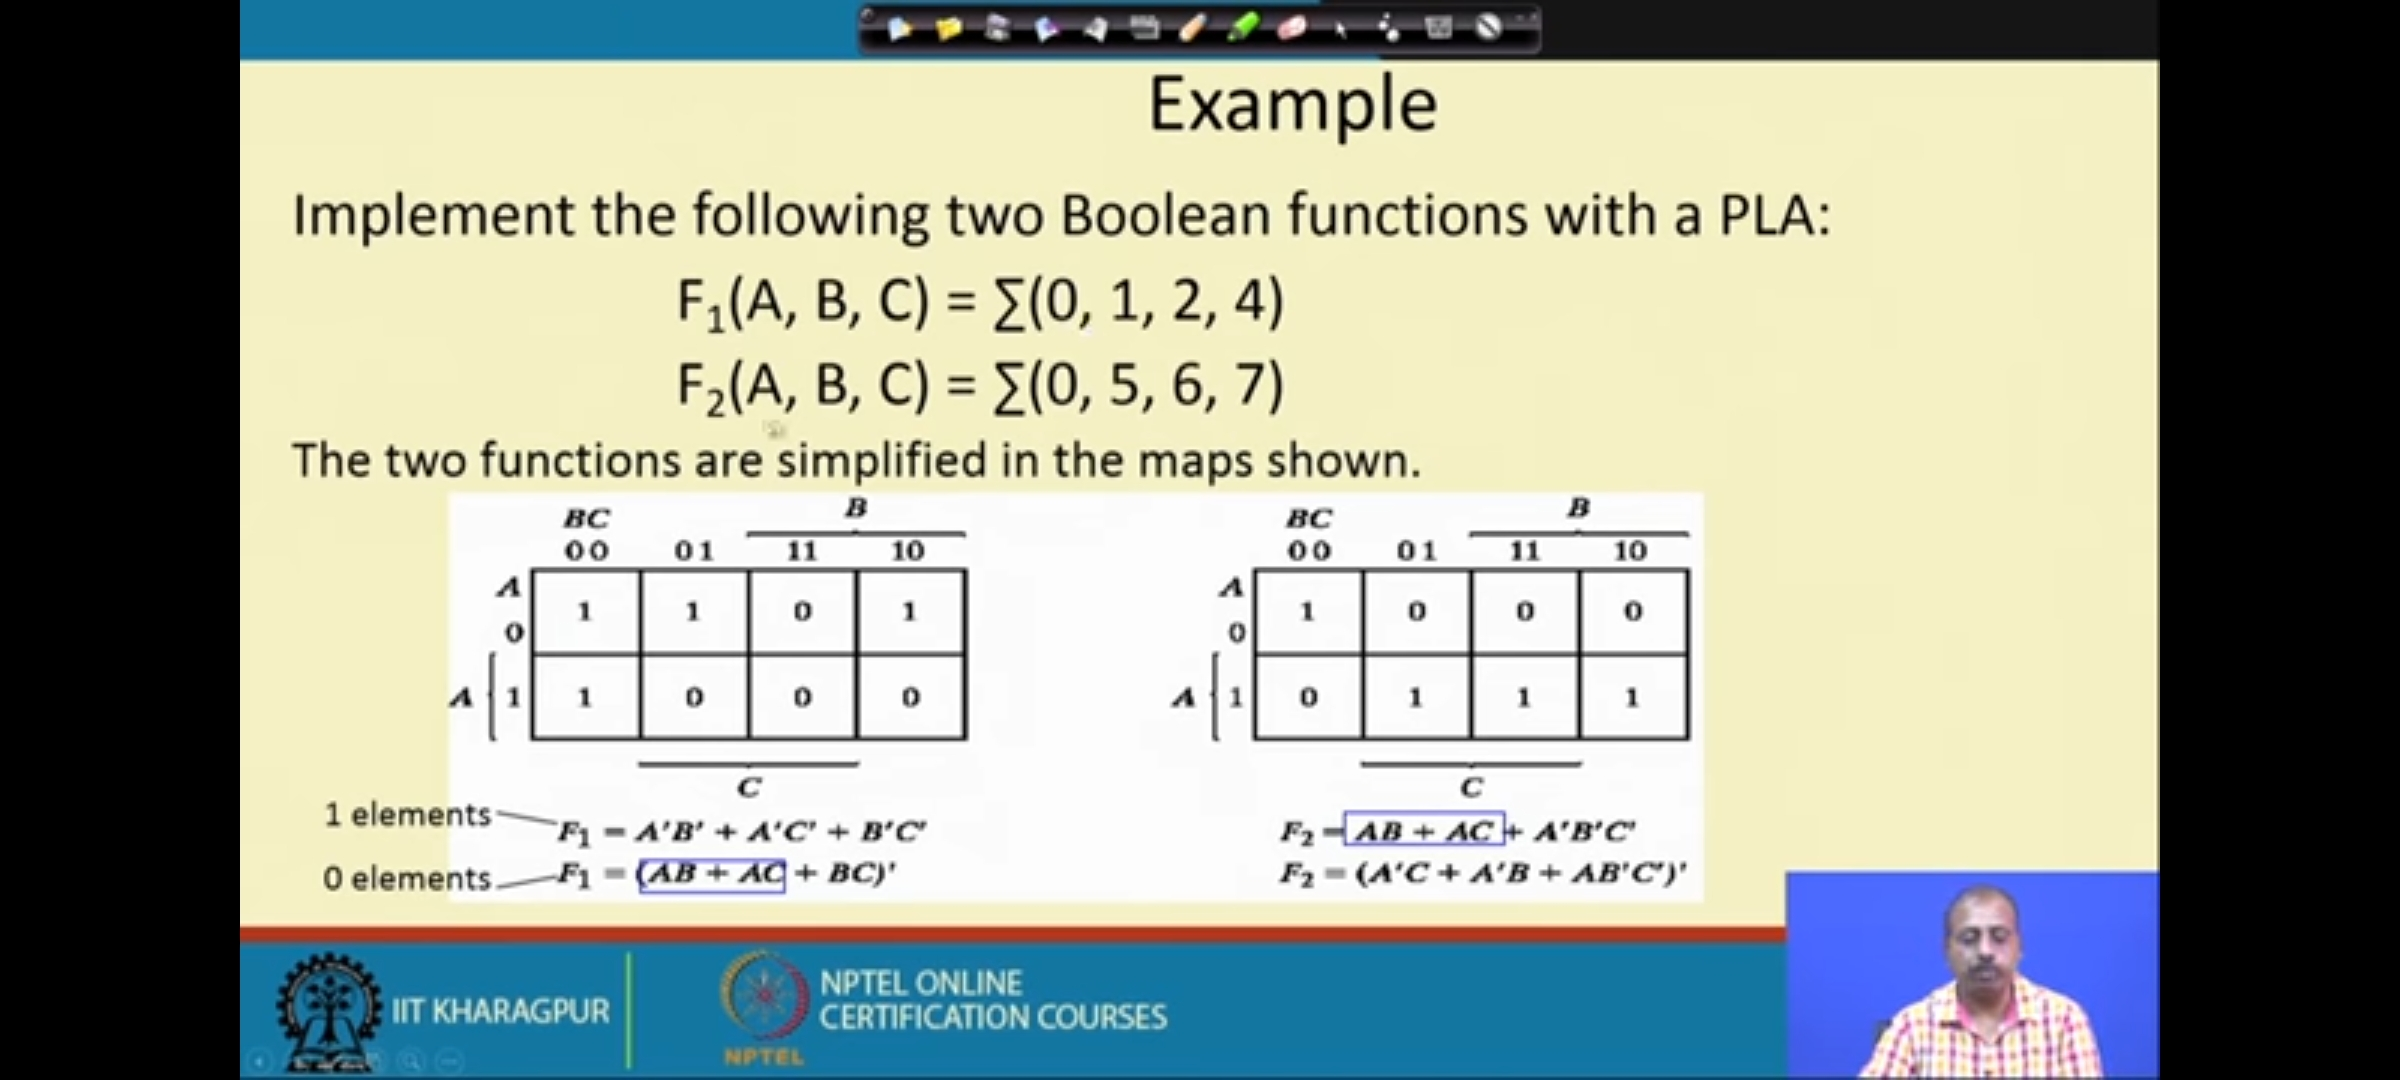 Example
Implement the following two Boolean functions with a PLA:
F₁(A, B, C) = ∑(0, 1, 2, 4)
F₂(A, B, C) = ∑(0, 5, 6, 7)
The two functions are simplified in the maps shown.
BC B
00 01 11 10
A
0 1 1 0 1
A 1 1 0 0 0
C
1 elements F₁ = A'B' + A'C' + B'C'
0 elements F₁ = (AB + AC + BC)'
BC B
00 01 11 10
A
0 1 0 0 0
A 1 0 1 1 1
C
F₂ = AB + AC + A'B'C'
F₂ = (A'C + A'B + AB'C')'
IIT KHARAGPUR
NPTEL
NPTEL ONLINE
CERTIFICATION COURSES